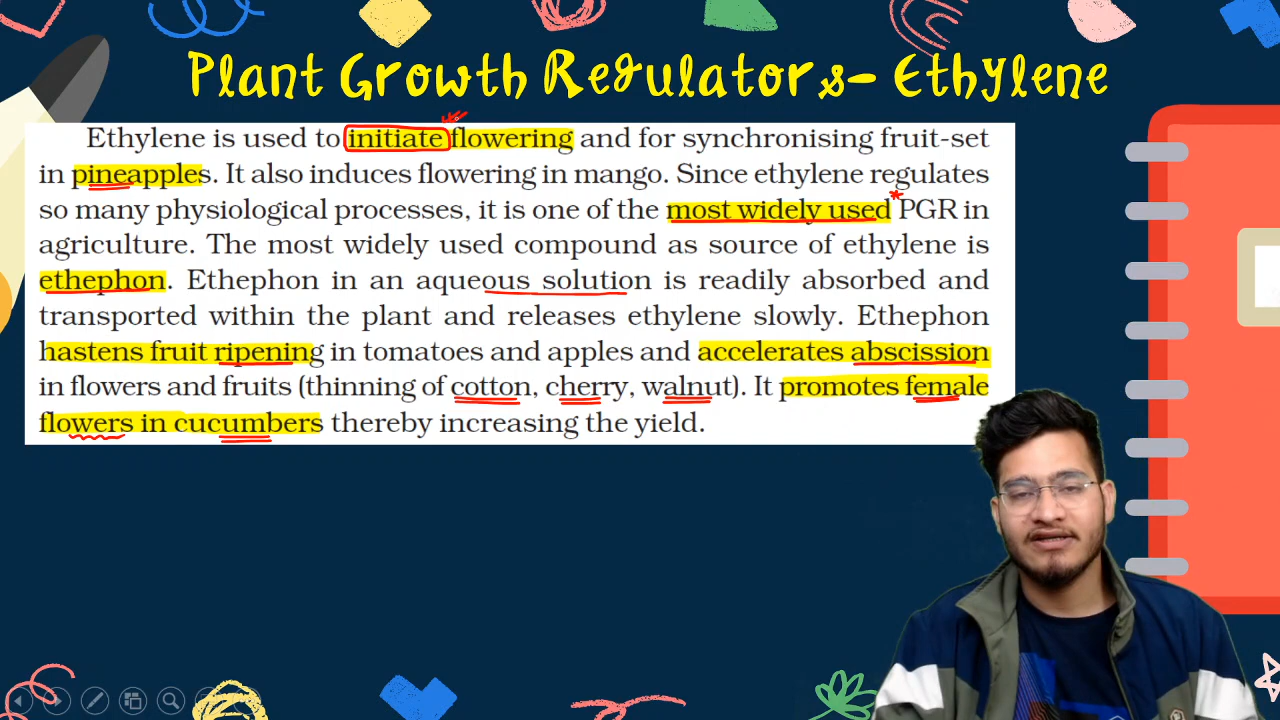 Plant Growth Regulators- Ethylene
Ethylene is used to initiate flowering and for synchronising fruit-set
in pineapples. It also induces flowering in mango. Since ethylene regulates
so many physiological processes, it is one of the most widely used PGR in
agriculture. The most widely used compound as source of ethylene is
ethephon. Ethephon in an aqueous solution is readily absorbed and
transported within the plant and releases ethylene slowly. Ethephon
hastens fruit ripening in tomatoes and apples and accelerates abscission
in flowers and fruits (thinning of cotton, cherry, walnut). It promotes female
flowers in cucumbers thereby increasing the yield.